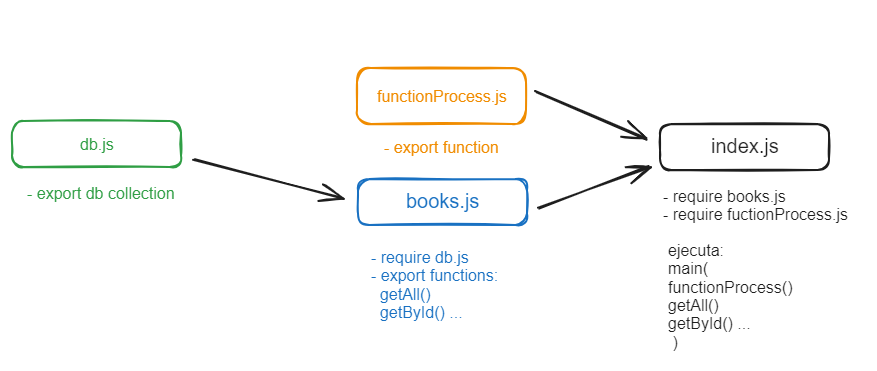 db.js
- export db collection
functionProcess.js
- export function
books.js
- require db.js
- export functions:
getAll()
getById() ...
index.js
- require books.js
- require fuctionProcess.js
ejecuta:
main(
functionProcess()
getAll()
getById() ...
)